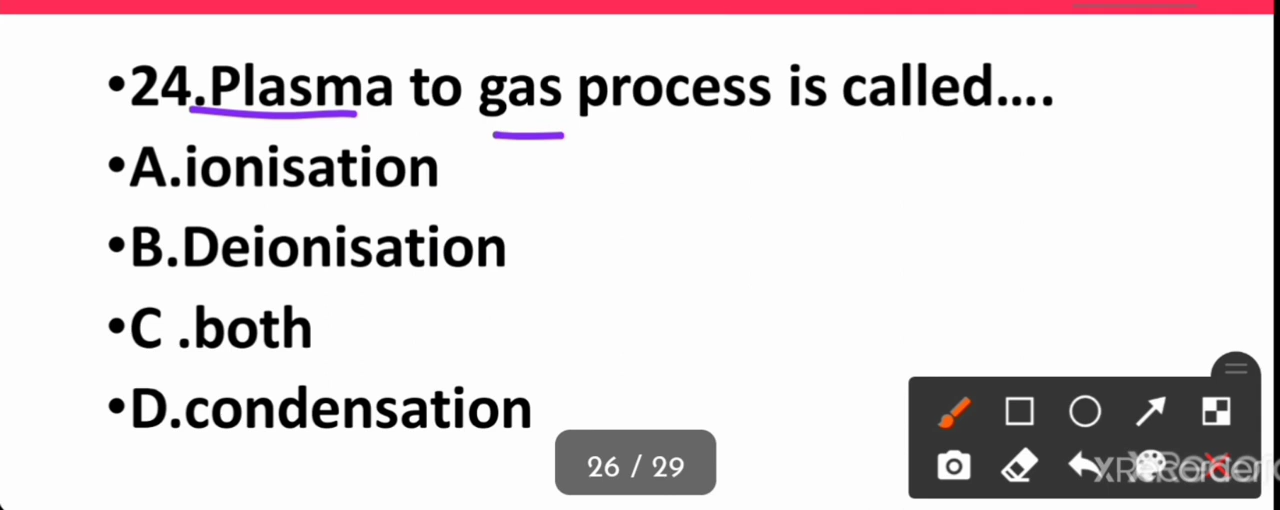 •24.Plasma to gas process is called....
•A.ionisation
•B.Deionisation
•C .both
•D.condensation
26 / 29